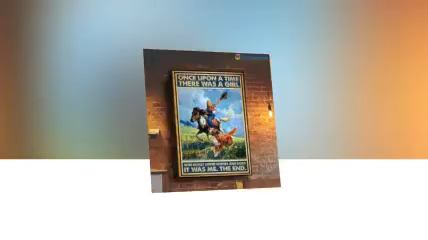 ONCE UPON A TIME
THERE WAS A GIRL
IT WAS ME. THE END.